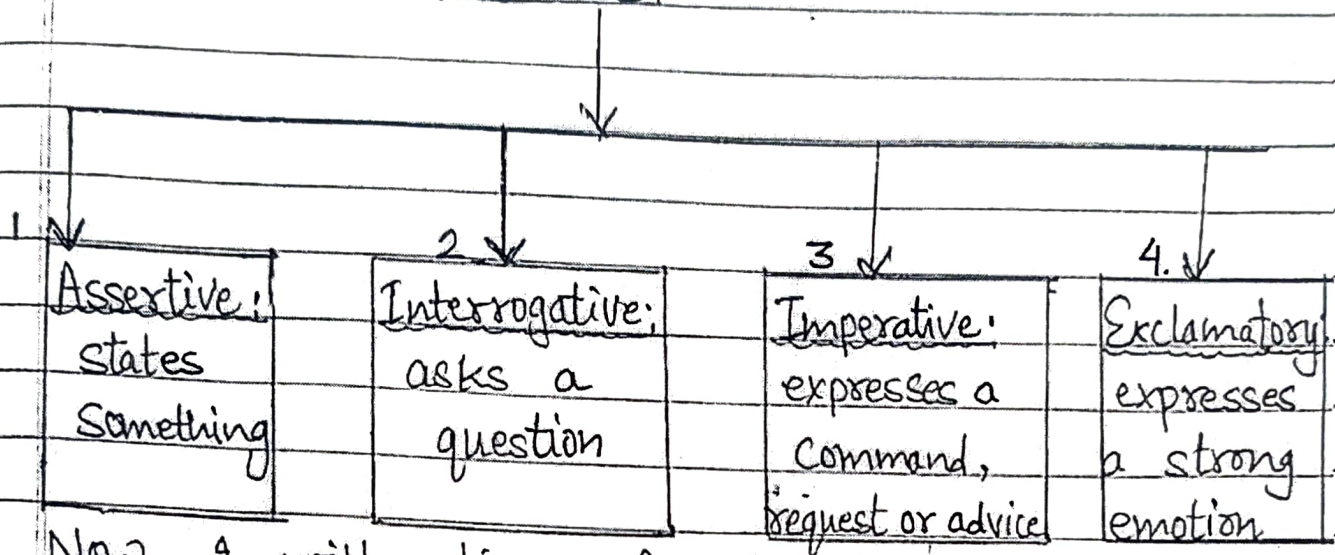 1
Assertive:
states
Something
2
Interrogative:
asks a
question
3
Imperative:
expresses a
Command,
request or advice
4.
Exclamatory:
expresses
a strong
emotion